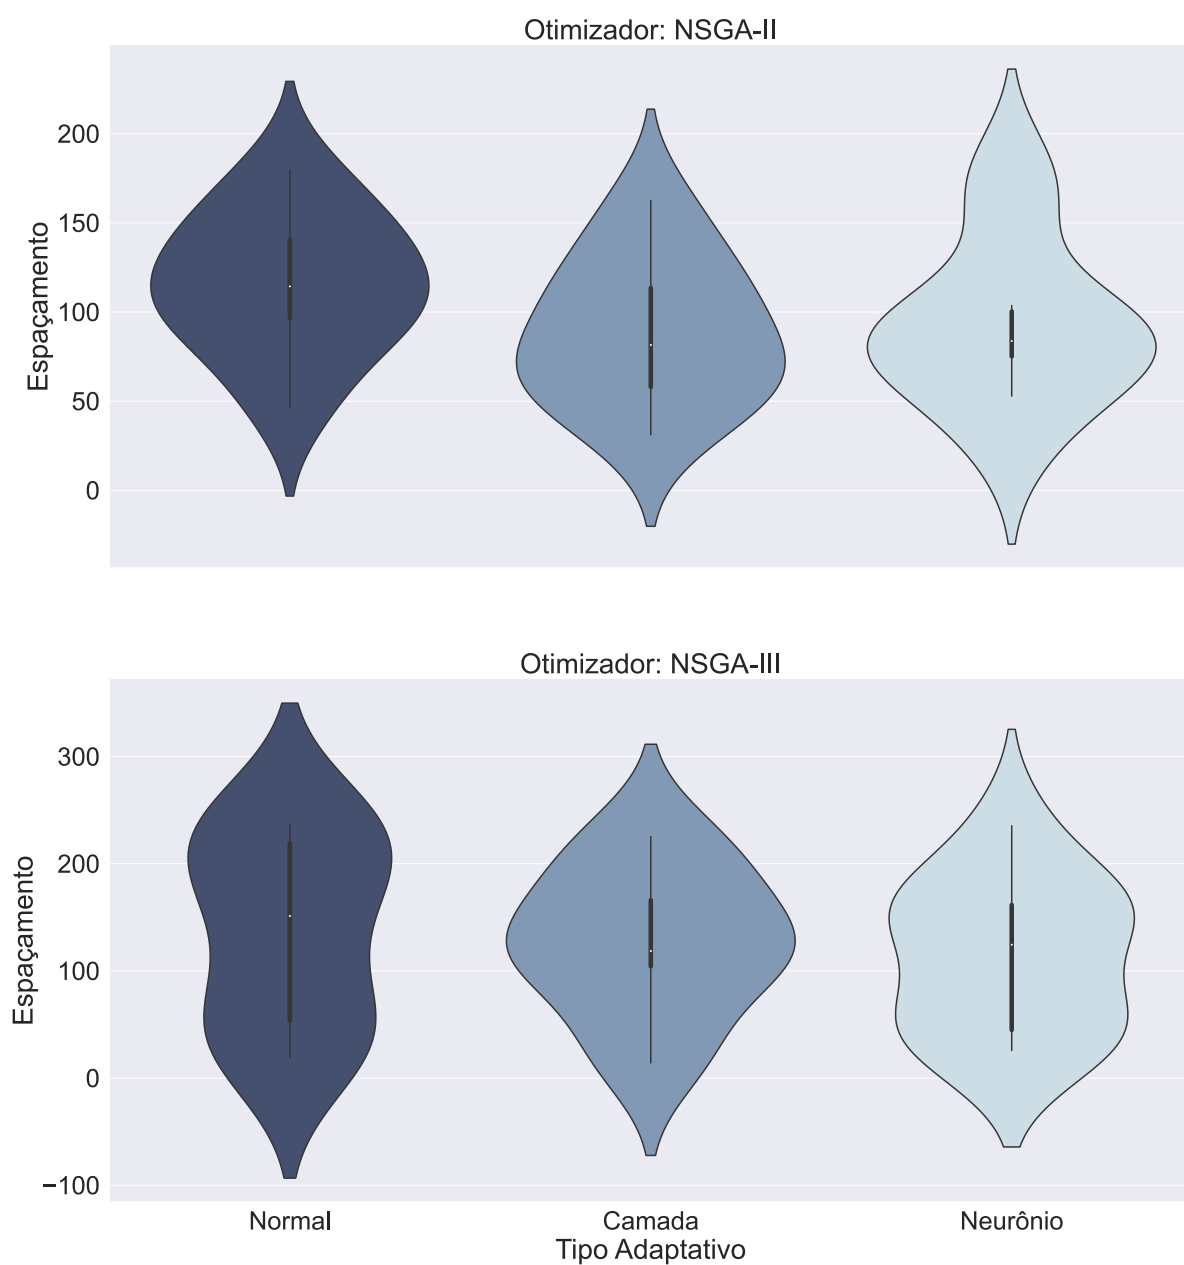 Otimizador: NSGA-II
Espaçamento
200
150
100
50
0
Otimizador: NSGA-III
Espaçamento
300
200
100
0
−100
Normal
Camada
Neurônio
Tipo Adaptativo